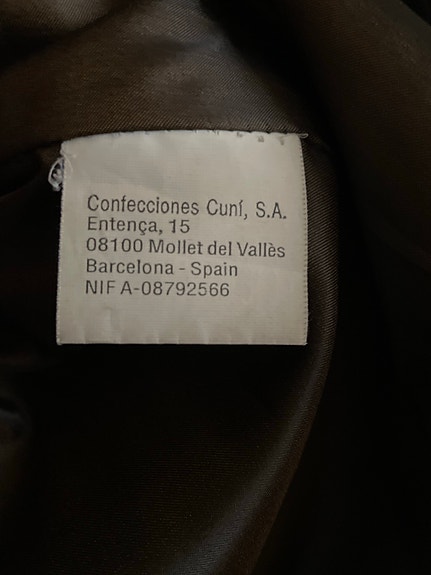 Confecciones Cuní, S.A.
Entença, 15
08100 Mollet del Vallès
Barcelona - Spain
NIF A-08792566